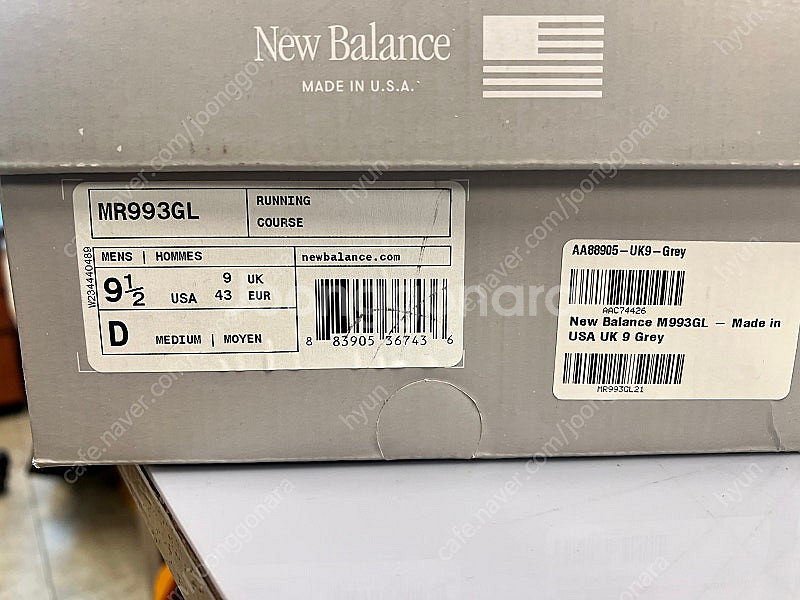 New Balance
MADE IN U.S.A.
MR993GL
RUNNING
COURSE
MENS | HOMMES
newbalance.com
9½
9 UK
USA 43 EUR
D
MEDIUM | MOYEN
8 83905 36743 6
W234440489
AA88905-UK9-Grey
AAC74426
New Balance M993GL – Made in
USA UK 9 Grey
MR993GL21
joonggonara
cafe.naver.com/joonggonara
hyun